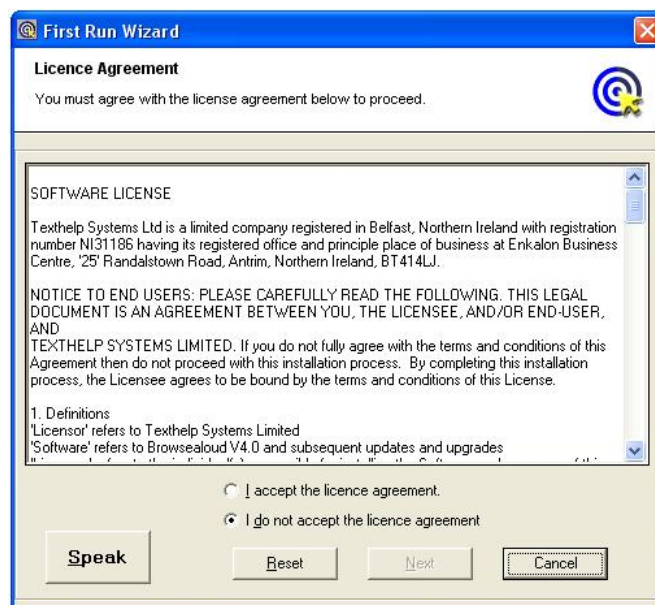 First Run Wizard
Licence Agreement
You must agree with the license agreement below to proceed.
SOFTWARE LICENSE
Texthelp Systems Ltd is a limited company registered in Belfast, Northern Ireland with registration
number NI31186 having its registered office and principle place of business at Enkalon Business
Centre, '25' Randalstown Road, Antrim, Northern Ireland, BT414LJ.
NOTICE TO END USERS: PLEASE CAREFULLY READ THE FOLLOWING. THIS LEGAL
DOCUMENT IS AN AGREEMENT BETWEEN YOU, THE LICENSEE, AND/OR END-USER,
AND
TEXTHELP SYSTEMS LIMITED. If you do not fully agree with the terms and conditions of this
Agreement then do not proceed with this installation process. By completing this installation
process, the Licensee agrees to be bound by the terms and conditions of this License.
1. Definitions
'Licensor' refers to Texthelp Systems Limited
'Software' refers to Browsealoud V4.0 and subsequent updates and upgrades
I accept the licence agreement.
I do not accept the licence agreement
Speak
Reset
Next
Cancel